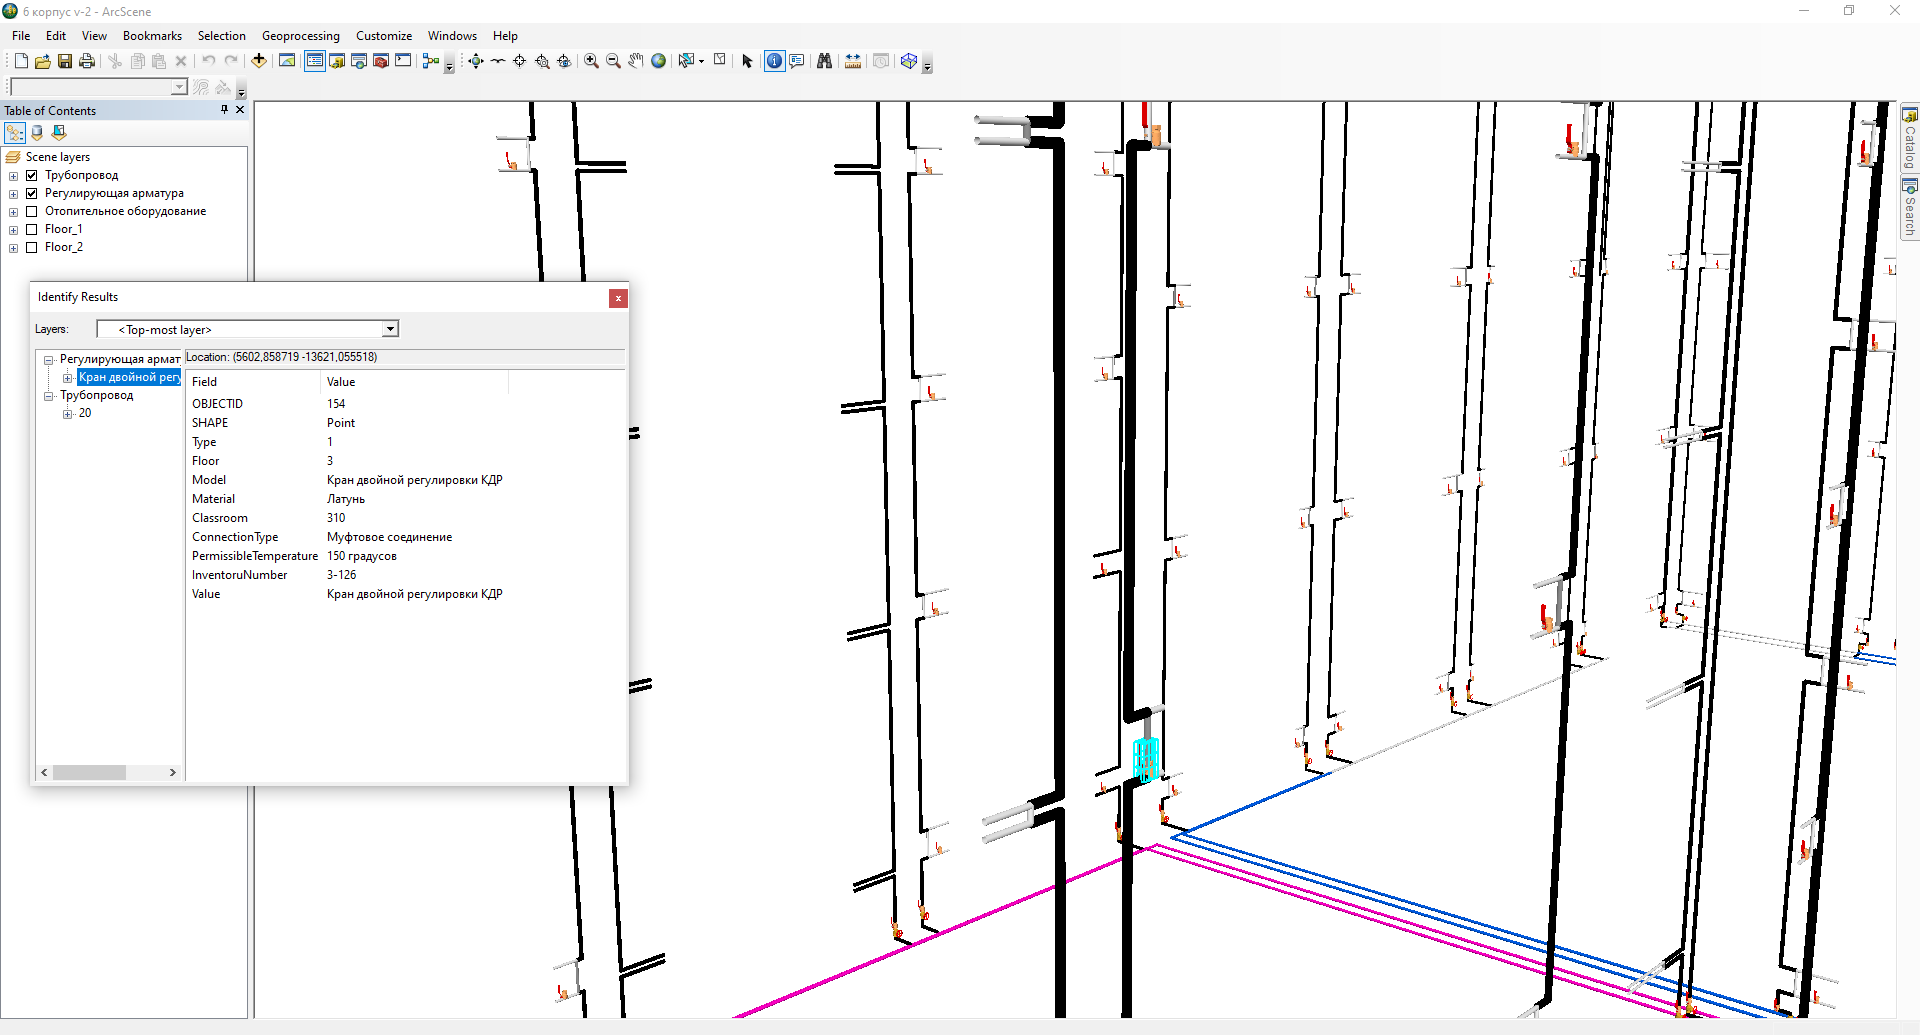 6 корпус v-2 - ArcScene
File Edit View Bookmarks Selection Geoprocessing Customize Windows Help
Table of Contents
Scene layers
Трубопровод
Регулирующая арматура
Отопительное оборудование
Floor_1
Floor_2
Identify Results
Layers: <Top-most layer>
Регулирующая армат
Кран двойной регу
Трубопровод
20
Location: (5602,858719 -13621,055518)
Field Value
OBJECTID 154
SHAPE Point
Type 1
Floor 3
Model Кран двойной регулировки КДР
Material Латунь
Classroom 310
ConnectionType Муфтовое соединение
PermissibleTemperature 150 градусов
InventoruNumber 3-126
Value Кран двойной регулировки КДР
Catalog
Search